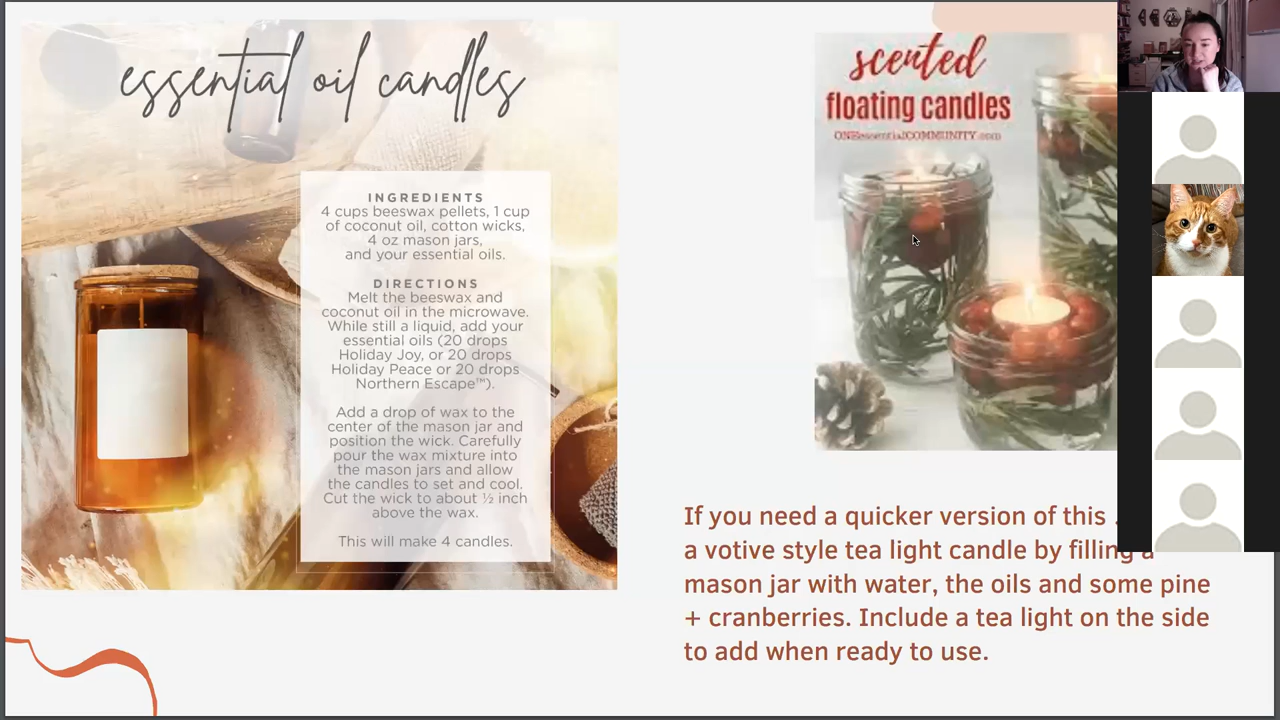 essential oil candles
INGREDIENTS
4 cups beeswax pellets, 1 cup
of coconut oil, cotton wicks,
4 oz mason jars,
and your essential oils.
DIRECTIONS
Melt the beeswax and
coconut oil in the microwave.
While still a liquid, add your
essential oils (20 drops
Holiday Joy, or 20 drops
Holiday Peace or 20 drops
Northern Escape™).
Add a drop of wax to the
center of the mason jar and
position the wick. Carefully
pour the wax mixture into
the mason jars and allow
the candles to set and cool.
Cut the wick to about ½ inch
above the wax.
This will make 4 candles.
scented
floating candles
ONEessentialCOMMUNITY.com
If you need a quicker version of this .
a votive style tea light candle by filling a
mason jar with water, the oils and some pine
+ cranberries. Include a tea light on the side
to add when ready to use.